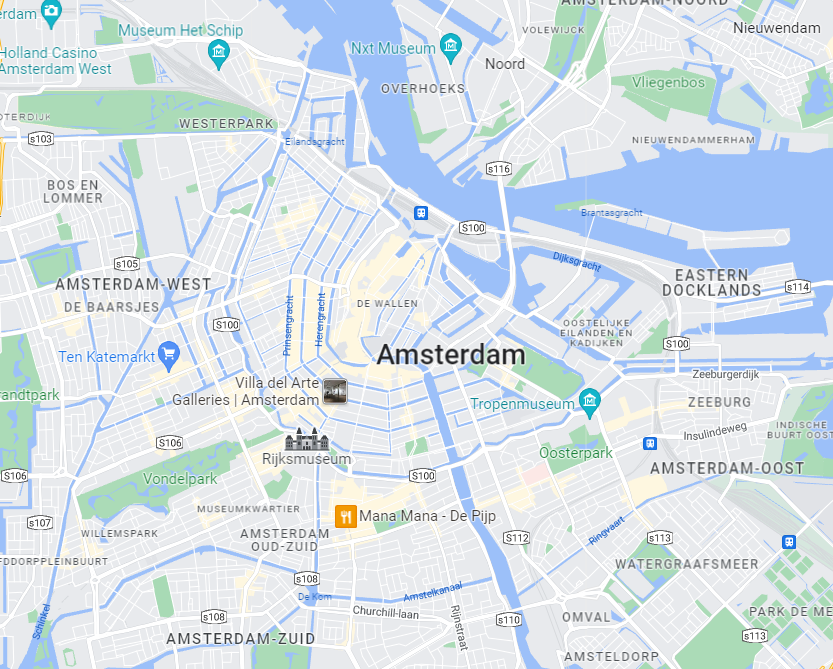 AMSTERDAM-NOORD
erdam
Museum Het Schip
VOLEWIJCK
Nieuwendam
Holland Casino
Amsterdam West
Nxt Museum
Noord
OVERHOEKS
Vliegenbos
OTERDIJK
WESTERPARK
s103
Eilandsgracht
NIEUWENDAMMERHAM
s116
BOS EN
LOMMER
Brantasgracht
S100
s105
Dijksgracht
AMSTERDAM-WEST
EASTERN
DOCKLANDS
s114
DE BAARSJES
DE WALLEN
Prinsengracht
Herengracht
S100
OOSTELIJKE
EILANDEN EN
KADIJKEN
S100
Ten Katemarkt
Amsterdam
Zeeburgerdijk
Villa del Arte
Galleries | Amsterdam
randtpark
Tropenmuseum
ZEEBURG
Insulindeweg
INDISCHE
BUURT OOST
s106
Rijksmuseum
Oosterpark
AMSTERDAM-OOST
S106
Vondelpark
S100
MUSEUMKWARTIER
Mana Mana - De Pijp
s107
WILLEMSPARK
AMSTERDAM
OUD-ZUID
S112
Ringvaart
s113
FDDORPPLEINBUURT
WATERGRAAFSMEER
s108
De Kom
Amstelkanaal
Schinkel
s108
Churchill-laan
Rijnstraat
s110
OMVAL
PARK DE ME
AMSTERDAM-ZUID
s113
AMSTELDORP